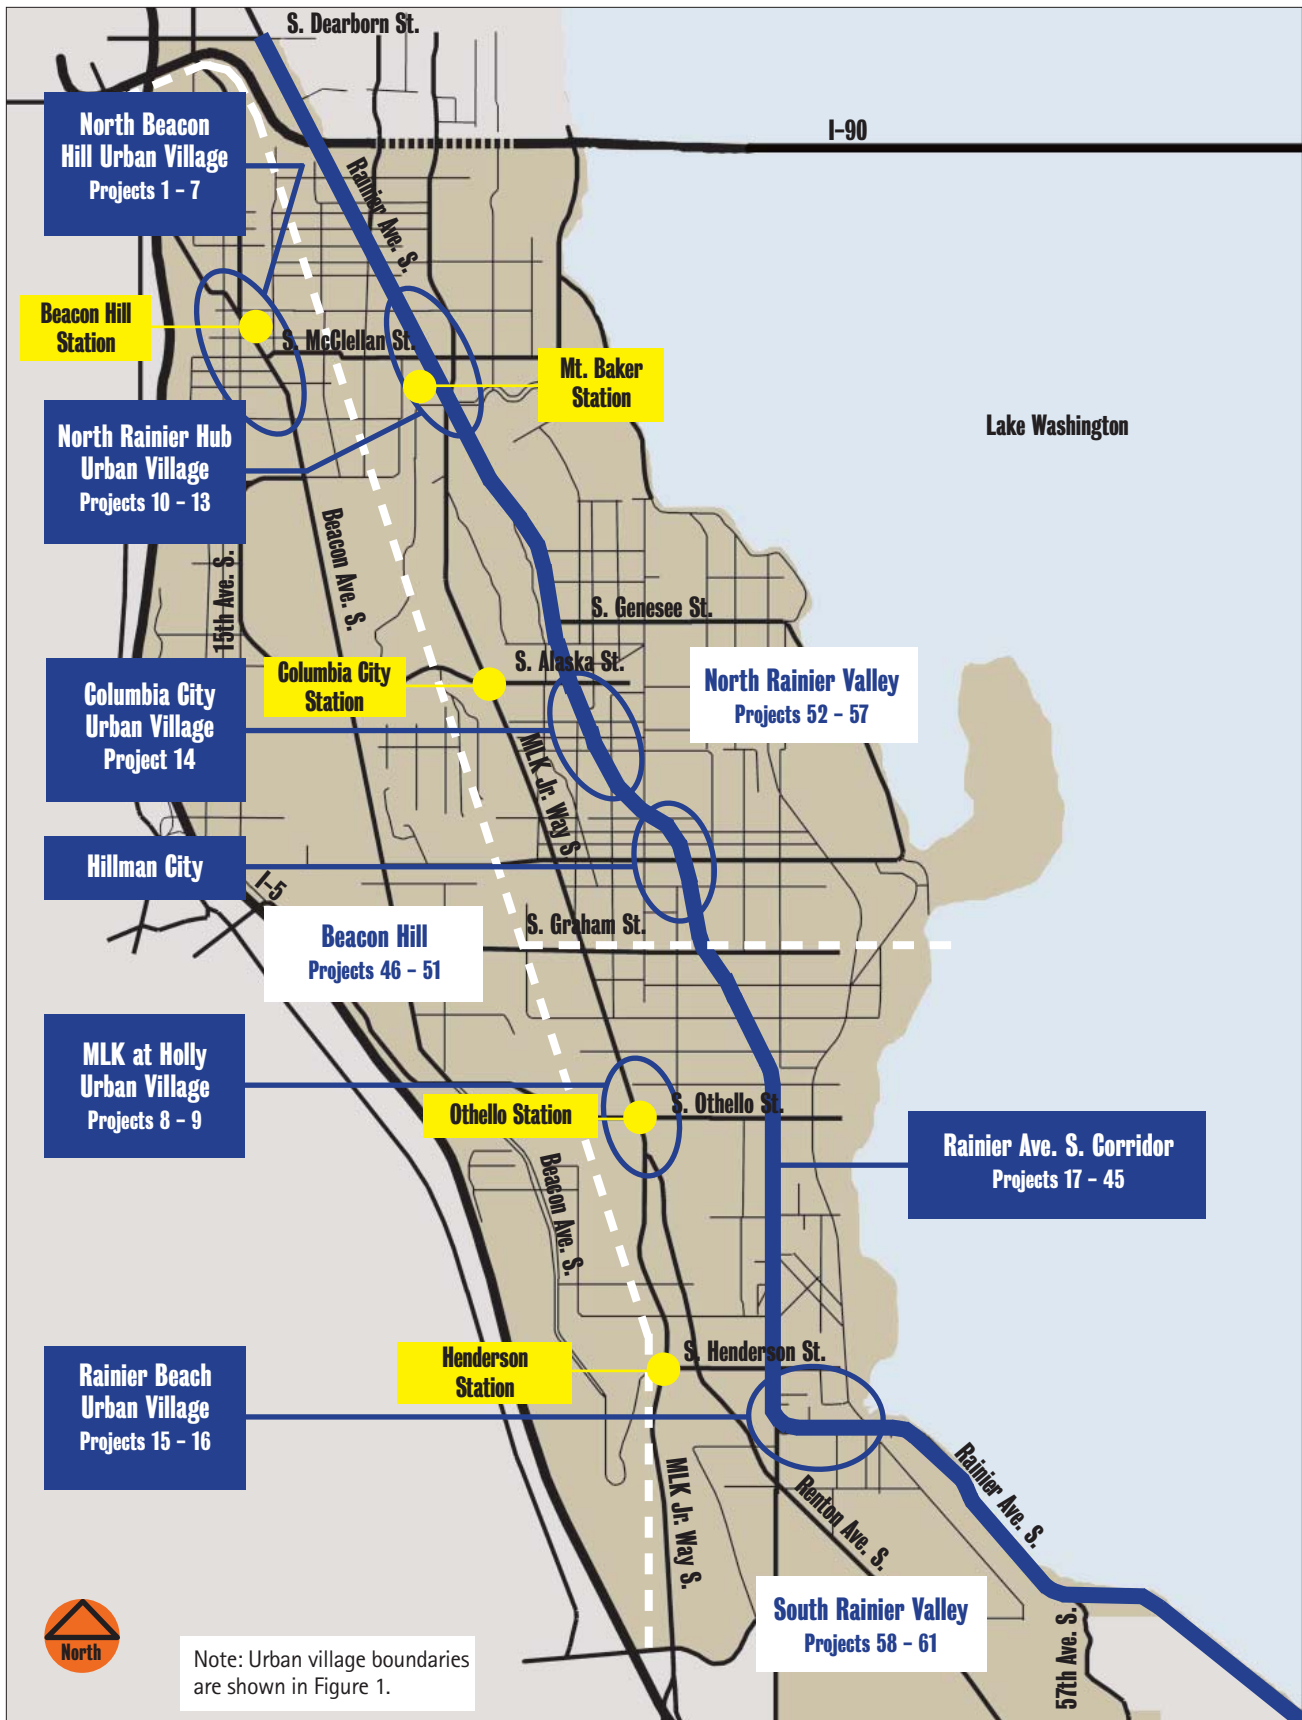 S. Dearborn St.
I-90
North Beacon
Hill Urban Village
Projects 1 - 7
Rainier Ave. S.
Beacon Hill
Station
S. McClellan St.
Mt. Baker
Station
Lake Washington
North Rainier Hub
Urban Village
Projects 10 - 13
Beacon Ave. S.
15th Ave. S.
S. Genesee St.
S. Alaska St.
Columbia City
Station
North Rainier Valley
Projects 52 - 57
Columbia City
Urban Village
Project 14
MLK Jr. Way S.
Hillman City
I-5
S. Graham St.
Beacon Hill
Projects 46 - 51
MLK at Holly
Urban Village
Projects 8 - 9
Othello Station
S. Othello St.
Rainier Ave. S. Corridor
Projects 17 - 45
Beacon Ave. S.
Henderson
Station
S. Henderson St.
Rainier Beach
Urban Village
Projects 15 - 16
Rainier Ave. S.
MLK Jr. Way S.
Renton Ave. S.
South Rainier Valley
Projects 58 - 61
57th Ave. S.
North
Note: Urban village boundaries
are shown in Figure 1.